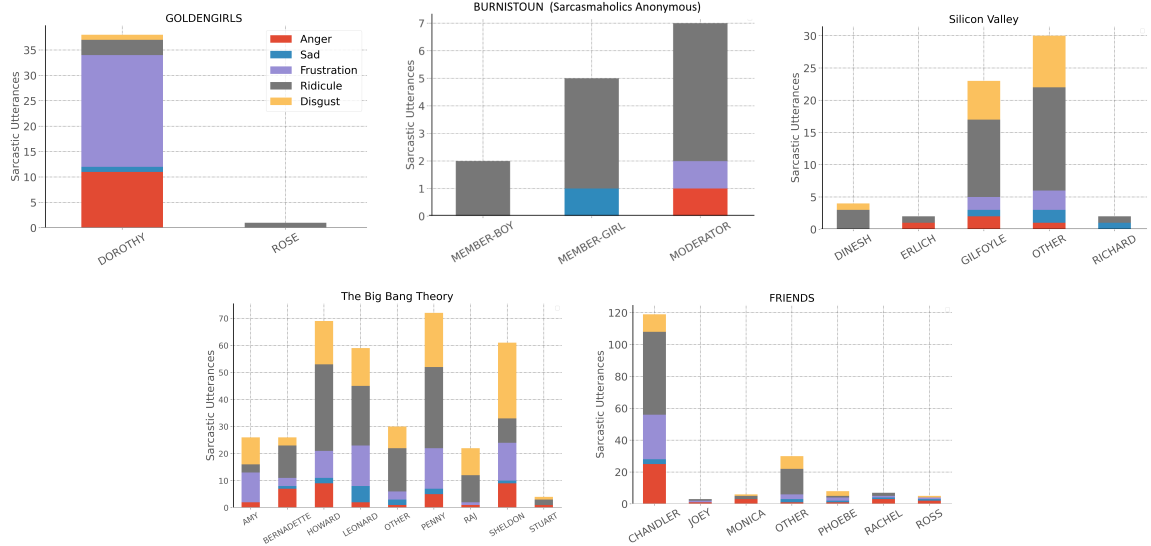 GOLDENGIRLS
Sarcastic Utterances
35
30
25
20
15
10
5
0
Anger
Sad
Frustration
Ridicule
Disgust
DOROTHY
ROSE
BURNISTOUN (Sarcasmaholics Anonymous)
Sarcastic Utterances
7
6
5
4
3
2
1
0
MEMBER-BOY
MEMBER-GIRL
MODERATOR
Silicon Valley
Sarcastic Utterances
30
25
20
15
10
5
0
DINESH
ERLICH
GILFOYLE
OTHER
RICHARD
The Big Bang Theory
Sarcastic Utterances
70
60
50
40
30
20
10
0
AMY
BERNADETTE
HOWARD
LEONARD
OTHER
PENNY
RAJ
SHELDON
STUART
FRIENDS
Sarcastic Utterances
120
100
80
60
40
20
0
CHANDLER
JOEY
MONICA
OTHER
PHOEBE
RACHEL
ROSS